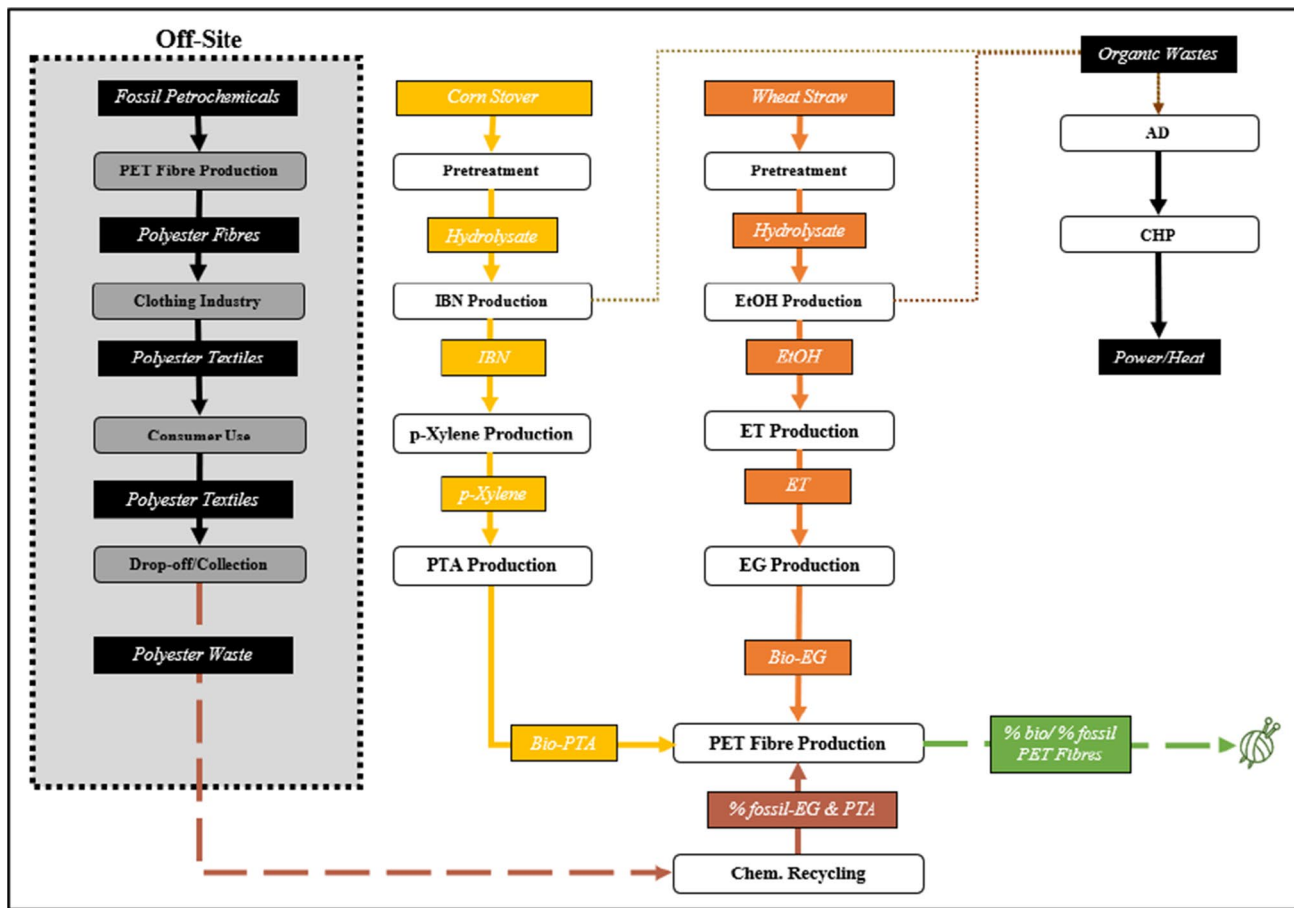 Off-Site
Fossil Petrochemicals
PET Fibre Production
Polyester Fibres
Clothing Industry
Polyester Textiles
Consumer Use
Polyester Textiles
Drop-off/Collection
Polyester Waste
Corn Stover
Pretreatment
Hydrolysate
IBN Production
IBN
p-Xylene Production
p-Xylene
PTA Production
Bio-PTA
Wheat Straw
Pretreatment
Hydrolysate
EtOH Production
EtOH
ET Production
ET
EG Production
Bio-EG
PET Fibre Production
% fossil-EG & PTA
Chem. Recycling
% bio/ % fossil
PET Fibres
Organic Wastes
AD
CHP
Power/Heat